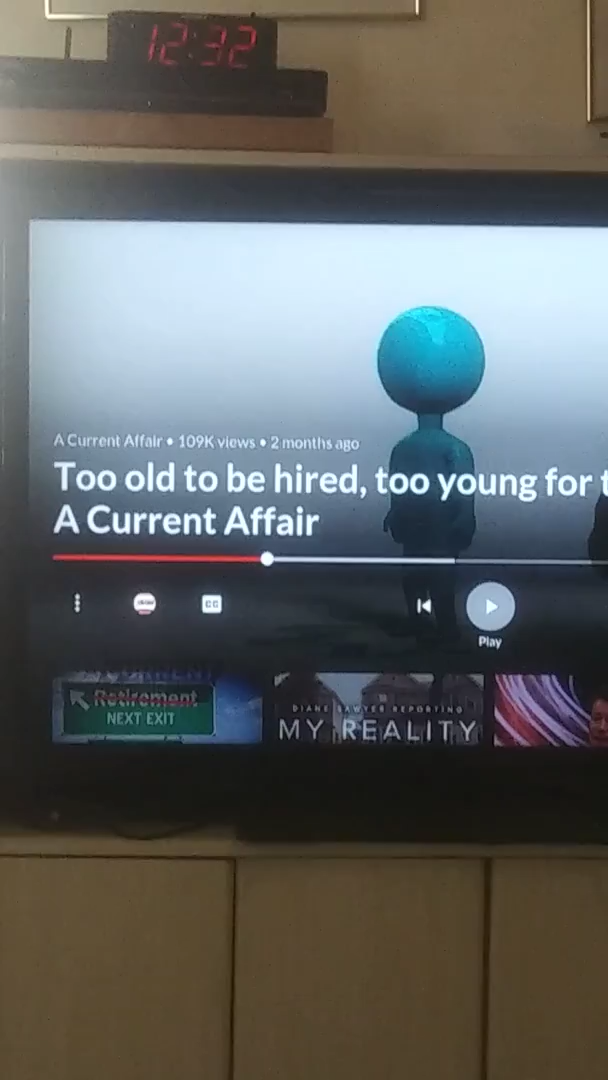 12:32
A Current Affair • 109K views • 2 months ago
Too old to be hired, too young for t
A Current Affair
CC
Play
Retirement
NEXT EXIT
DIANE SAWYER REPORTING
MY REALITY